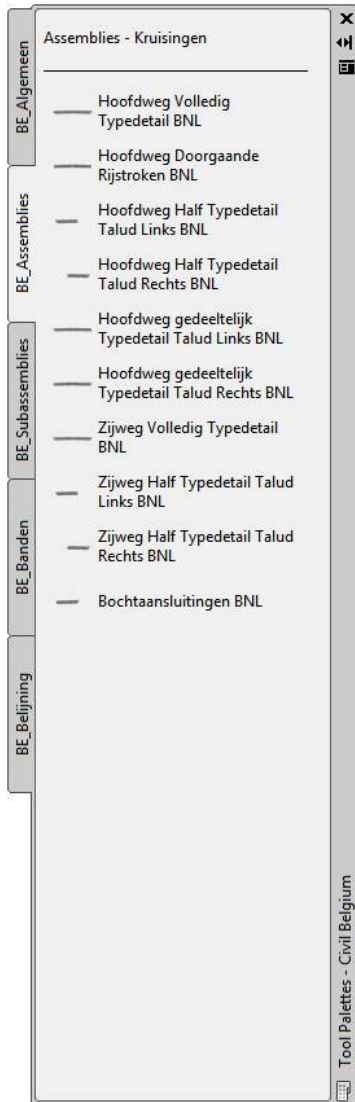 Assemblies - Kruisingen
Hoofdweg Volledig
Typedetail BNL
Hoofdweg Doorgaande
Rijstroken BNL
Hoofdweg Half Typedetail
Talud Links BNL
Hoofdweg Half Typedetail
Talud Rechts BNL
Hoofdweg gedeeltelijk
Typedetail Talud Links BNL
Hoofdweg gedeeltelijk
Typedetail Talud Rechts BNL
Zijweg Volledig Typedetail
BNL
Zijweg Half Typedetail Talud
Links BNL
Zijweg Half Typedetail Talud
Rechts BNL
Bochtaansluitingen BNL
BE_Algemeen
BE_Assemblies
BE_Subassemblies
BE_Banden
BE_Belijning
Tool Palettes - Civil Belgium